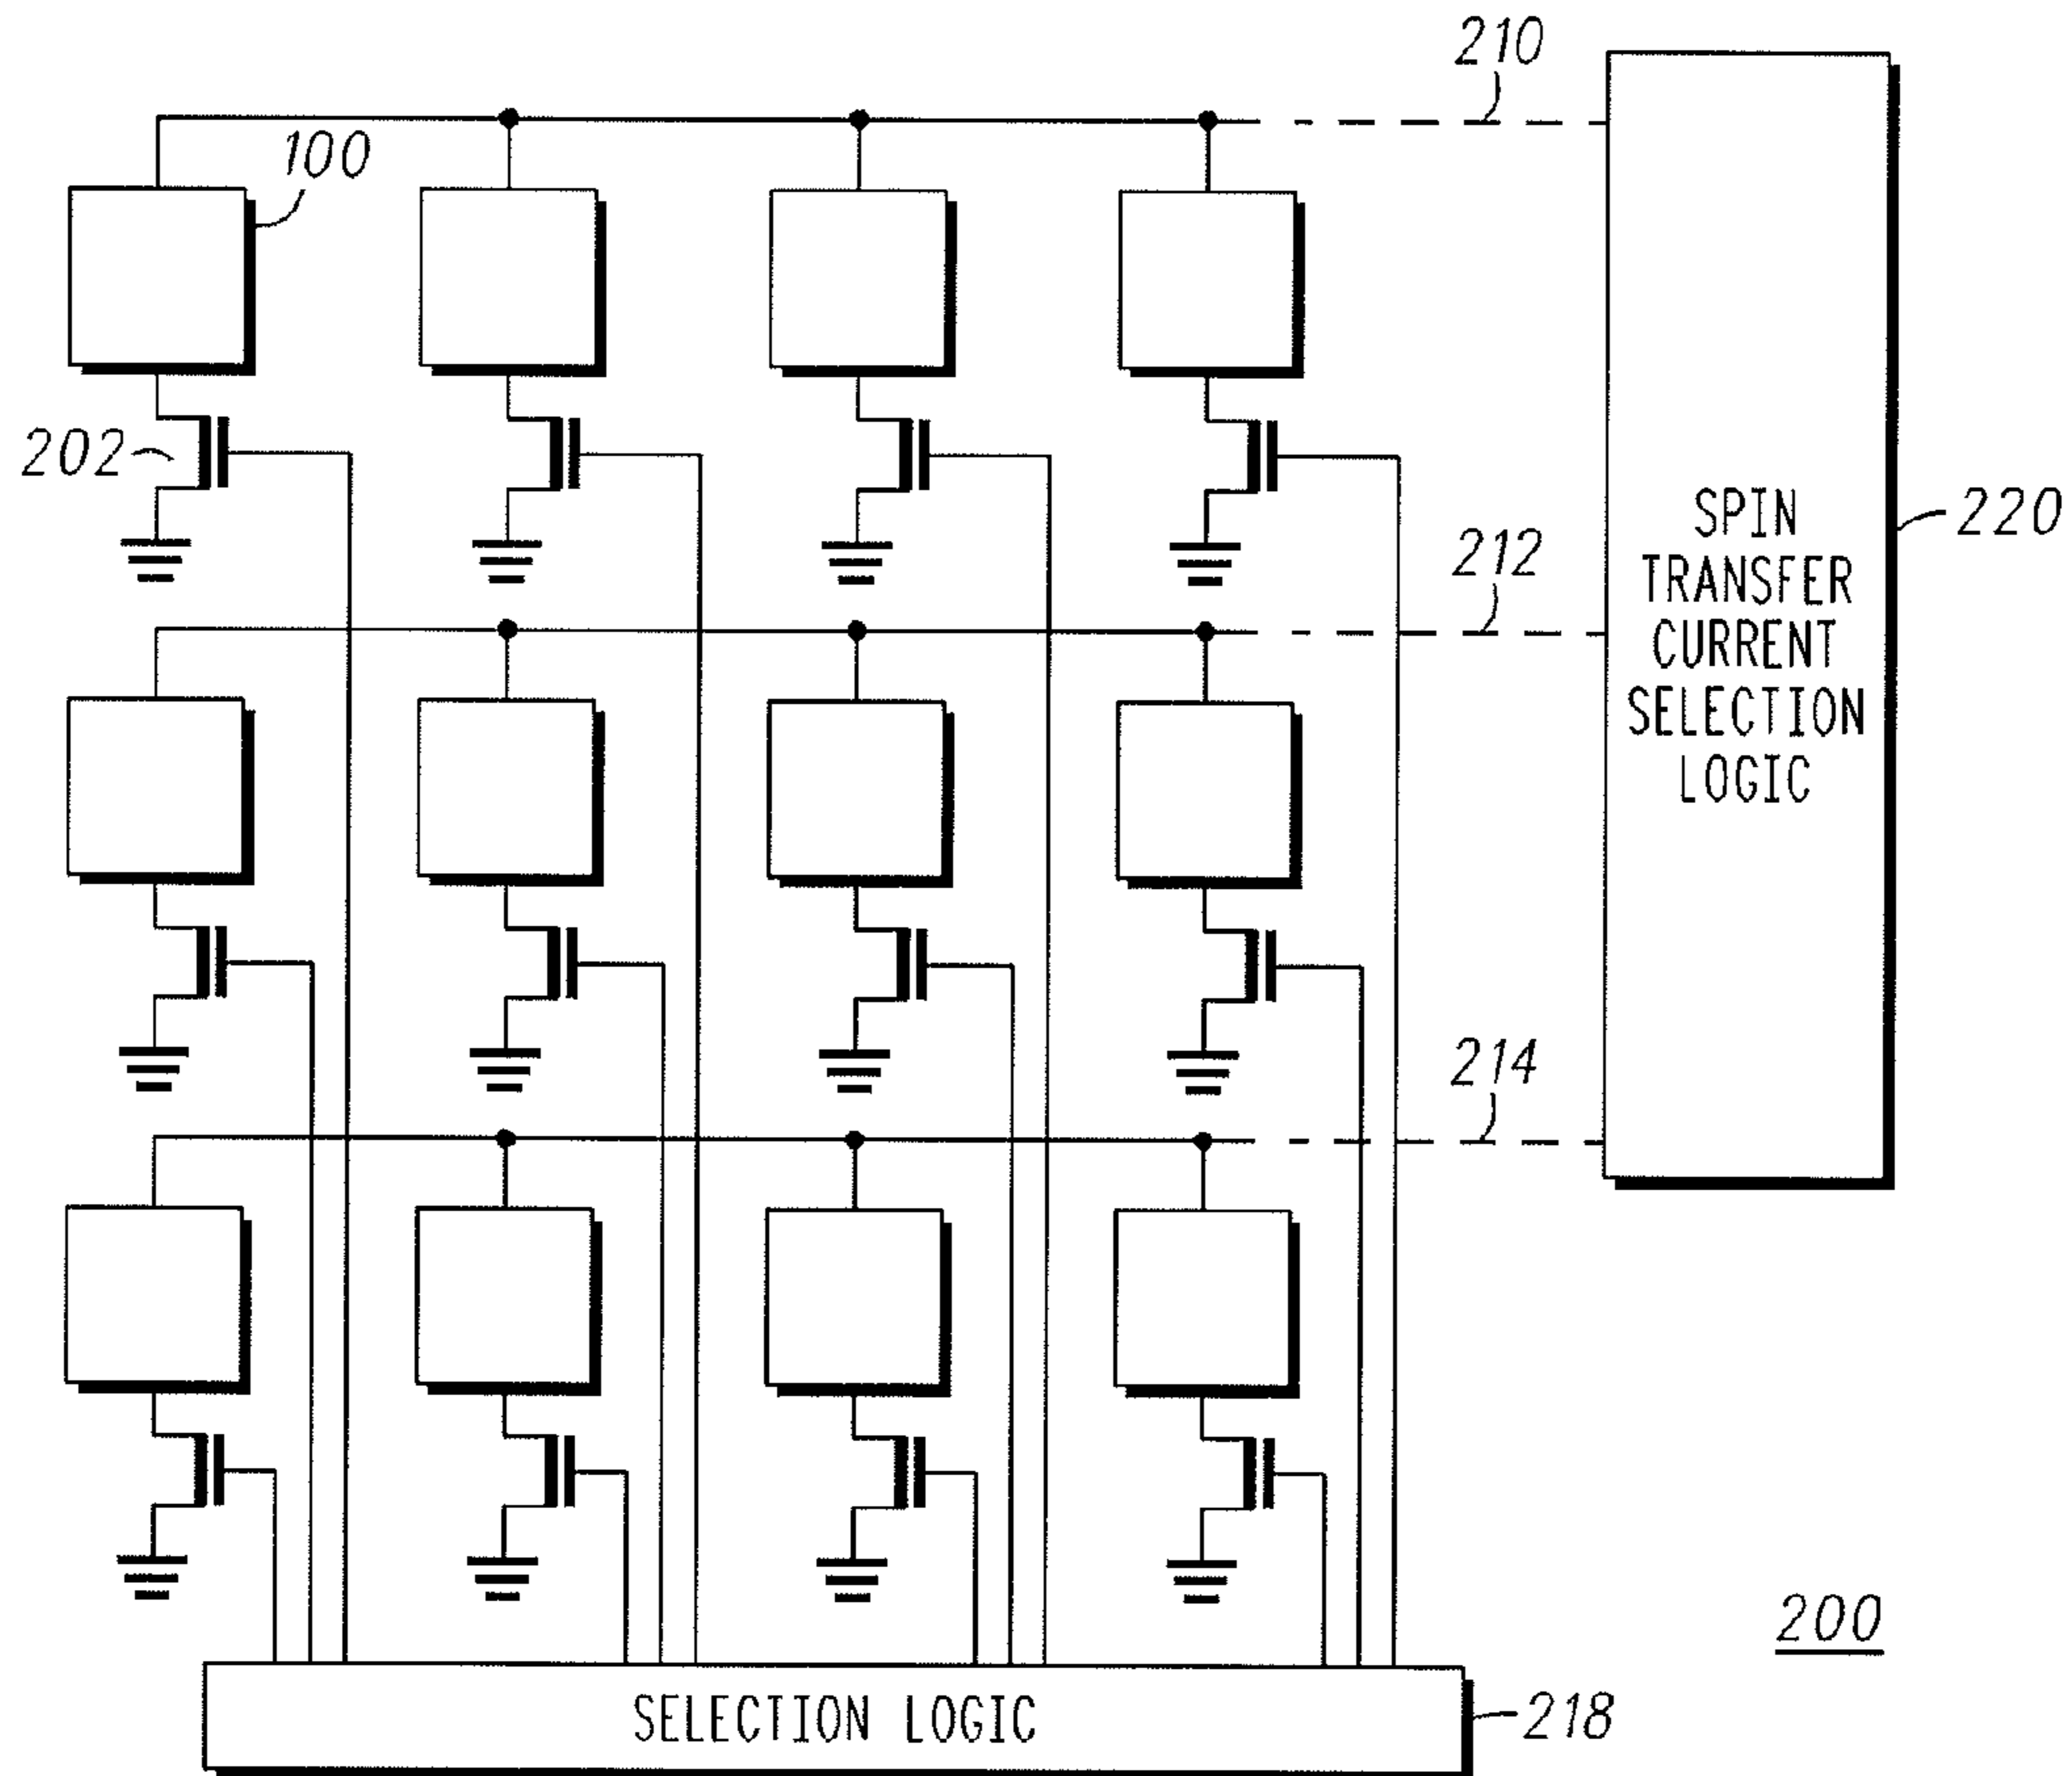 210
100
202
212
SPIN
TRANSFER
CURRENT
SELECTION
LOGIC
220
214
200
SELECTION LOGIC
218